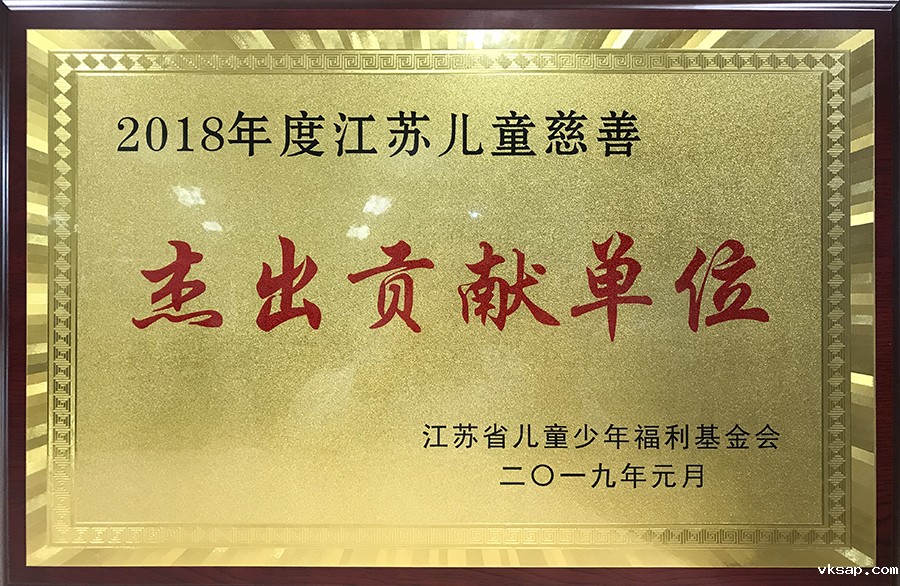 2018年度江苏儿童慈善
杰出贡献单位
江苏省儿童少年福利基金会
二〇一九年元月
vksap.com